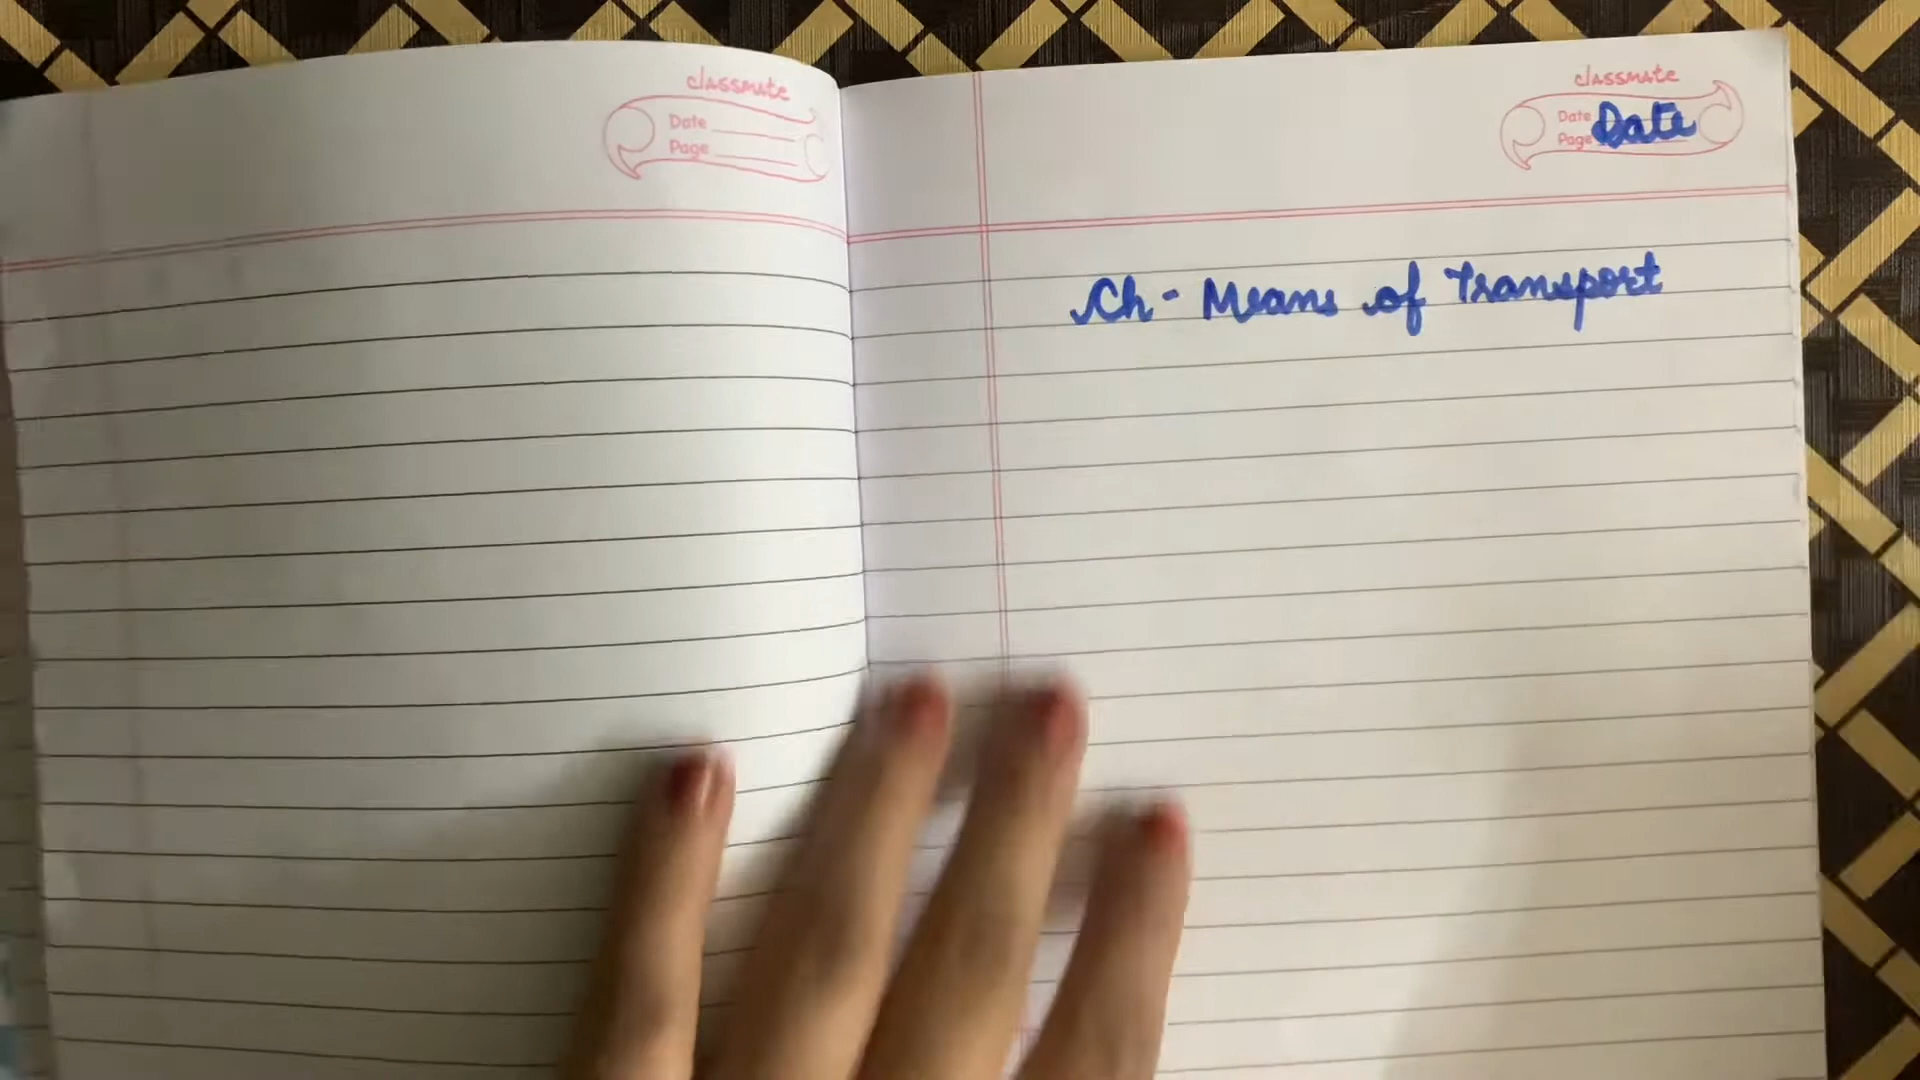 classmate
Date
Page
classmate
Date Date
Page
Ch - Means of Transport